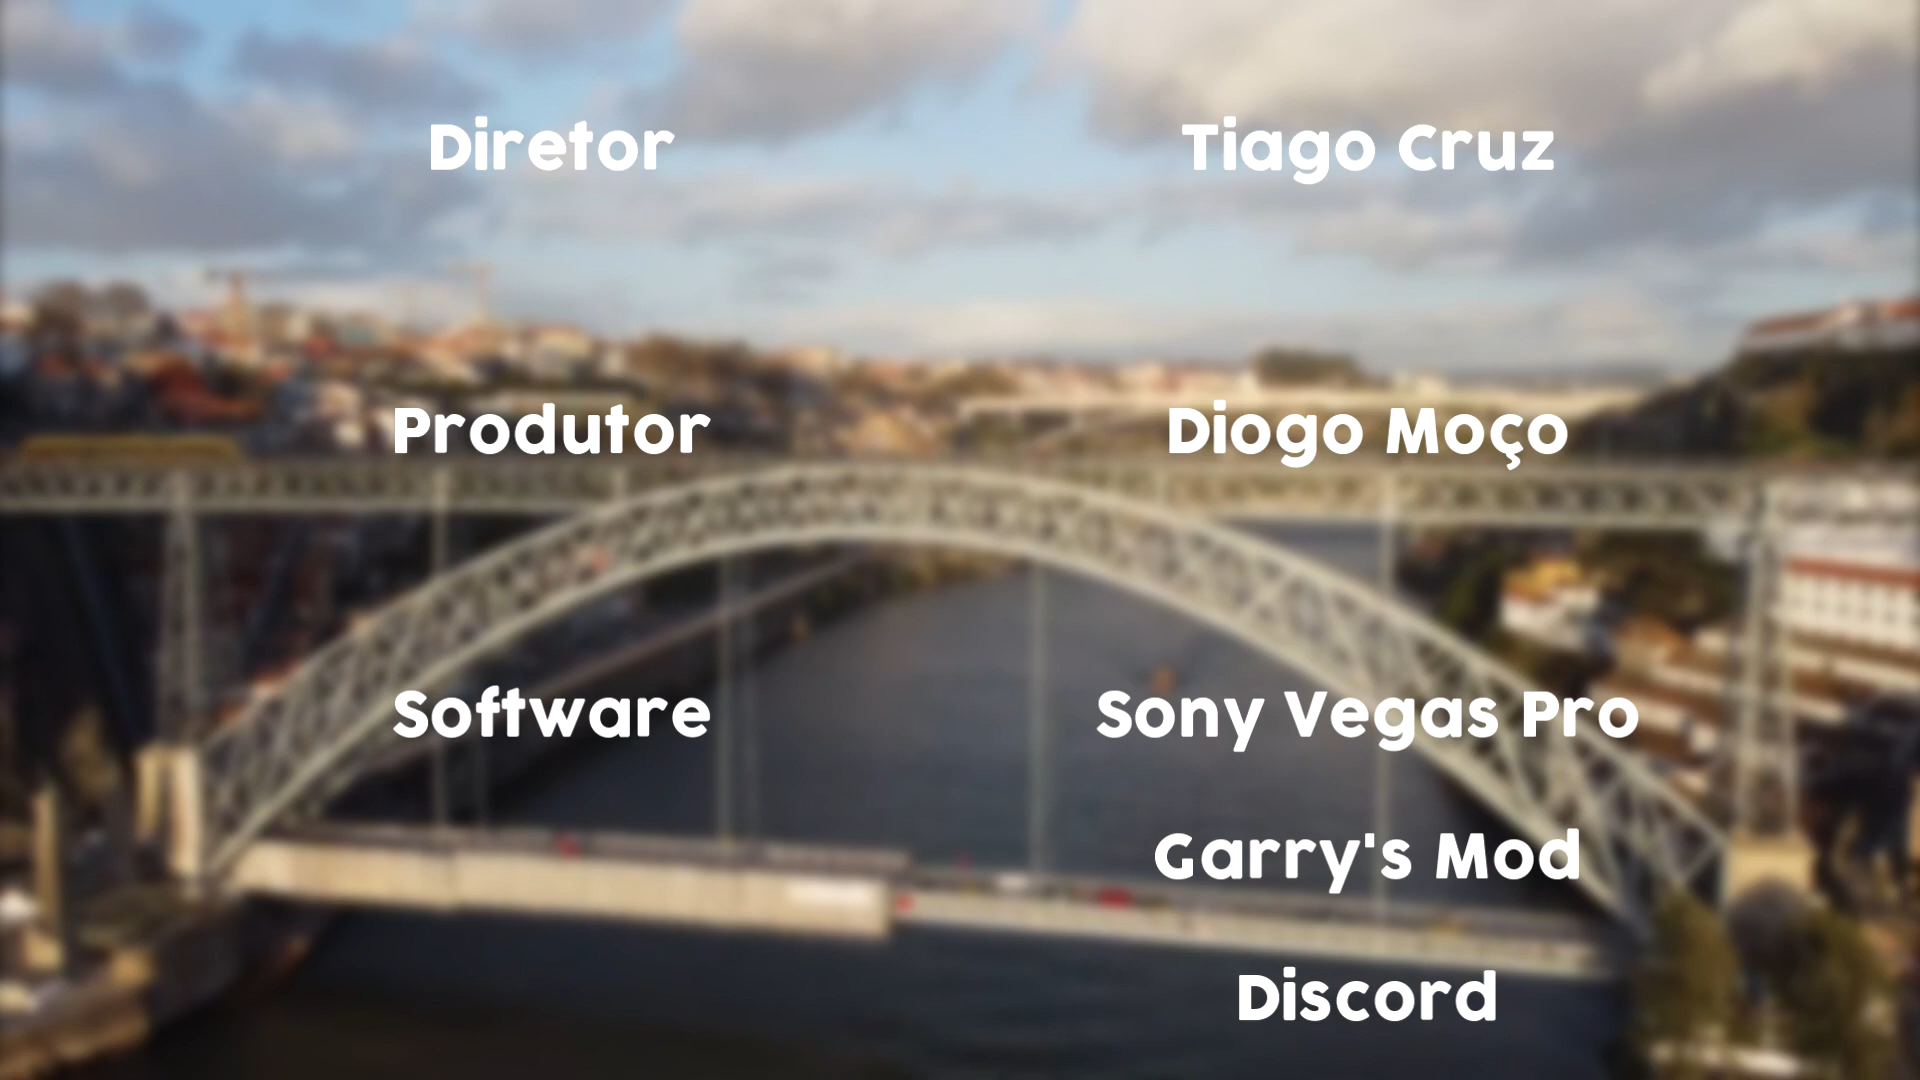 Diretor Tiago Cruz
Produtor Diogo Moço
Software Sony Vegas Pro
Garry's Mod
Discord